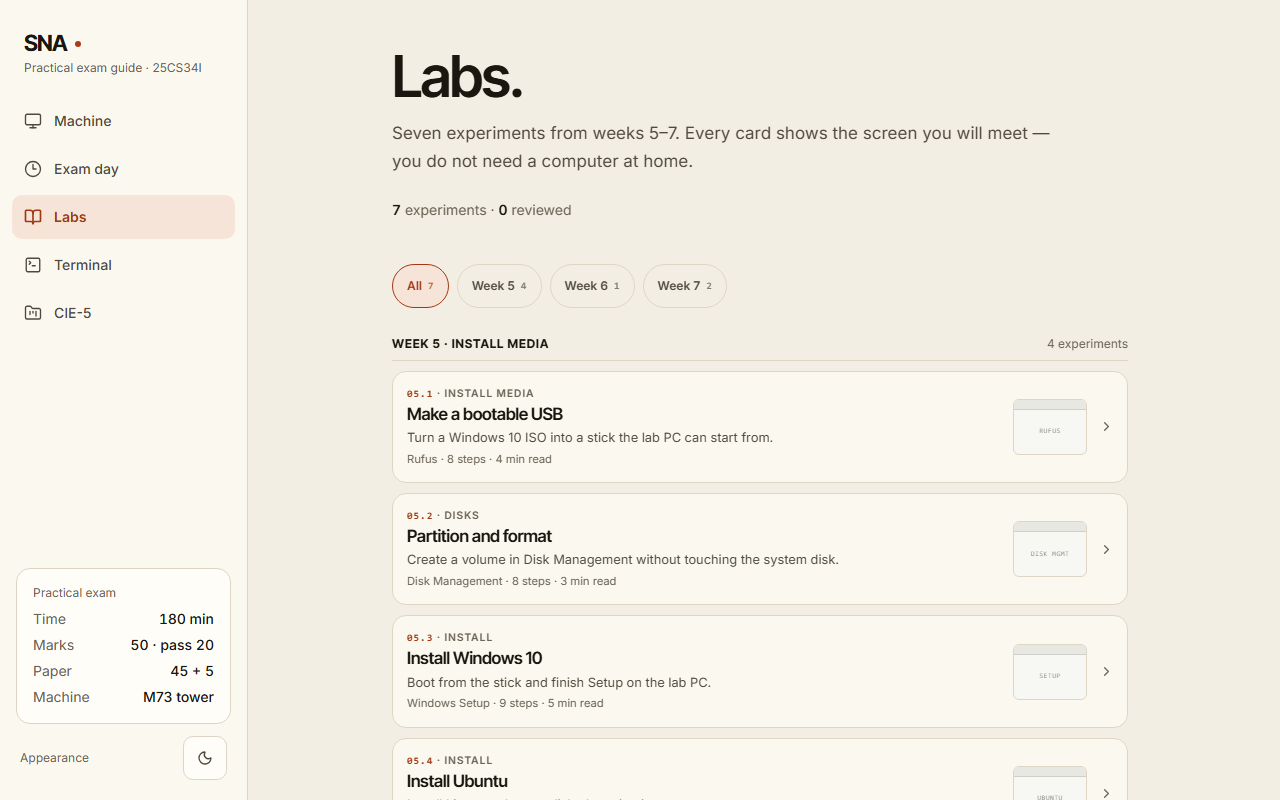 SNA
Practical exam guide · 25CS34I
Machine
Exam day
Labs
Terminal
CIE-5
Practical exam
Time 180 min
Marks 50 · pass 20
Paper 45 + 5
Machine M73 tower
Appearance
Labs.
Seven experiments from weeks 5–7. Every card shows the screen you will meet —
you do not need a computer at home.
7 experiments · 0 reviewed
All 7 Week 5 4 Week 6 1 Week 7 2
WEEK 5 · INSTALL MEDIA 4 experiments
05.1 · INSTALL MEDIA
Make a bootable USB
Turn a Windows 10 ISO into a stick the lab PC can start from.
Rufus · 8 steps · 4 min read
RUFUS
05.2 · DISKS
Partition and format
Create a volume in Disk Management without touching the system disk.
Disk Management · 8 steps · 3 min read
DISK MGMT
05.3 · INSTALL
Install Windows 10
Boot from the stick and finish Setup on the lab PC.
Windows Setup · 9 steps · 5 min read
SETUP
05.4 · INSTALL
Install Ubuntu
UBUNTU